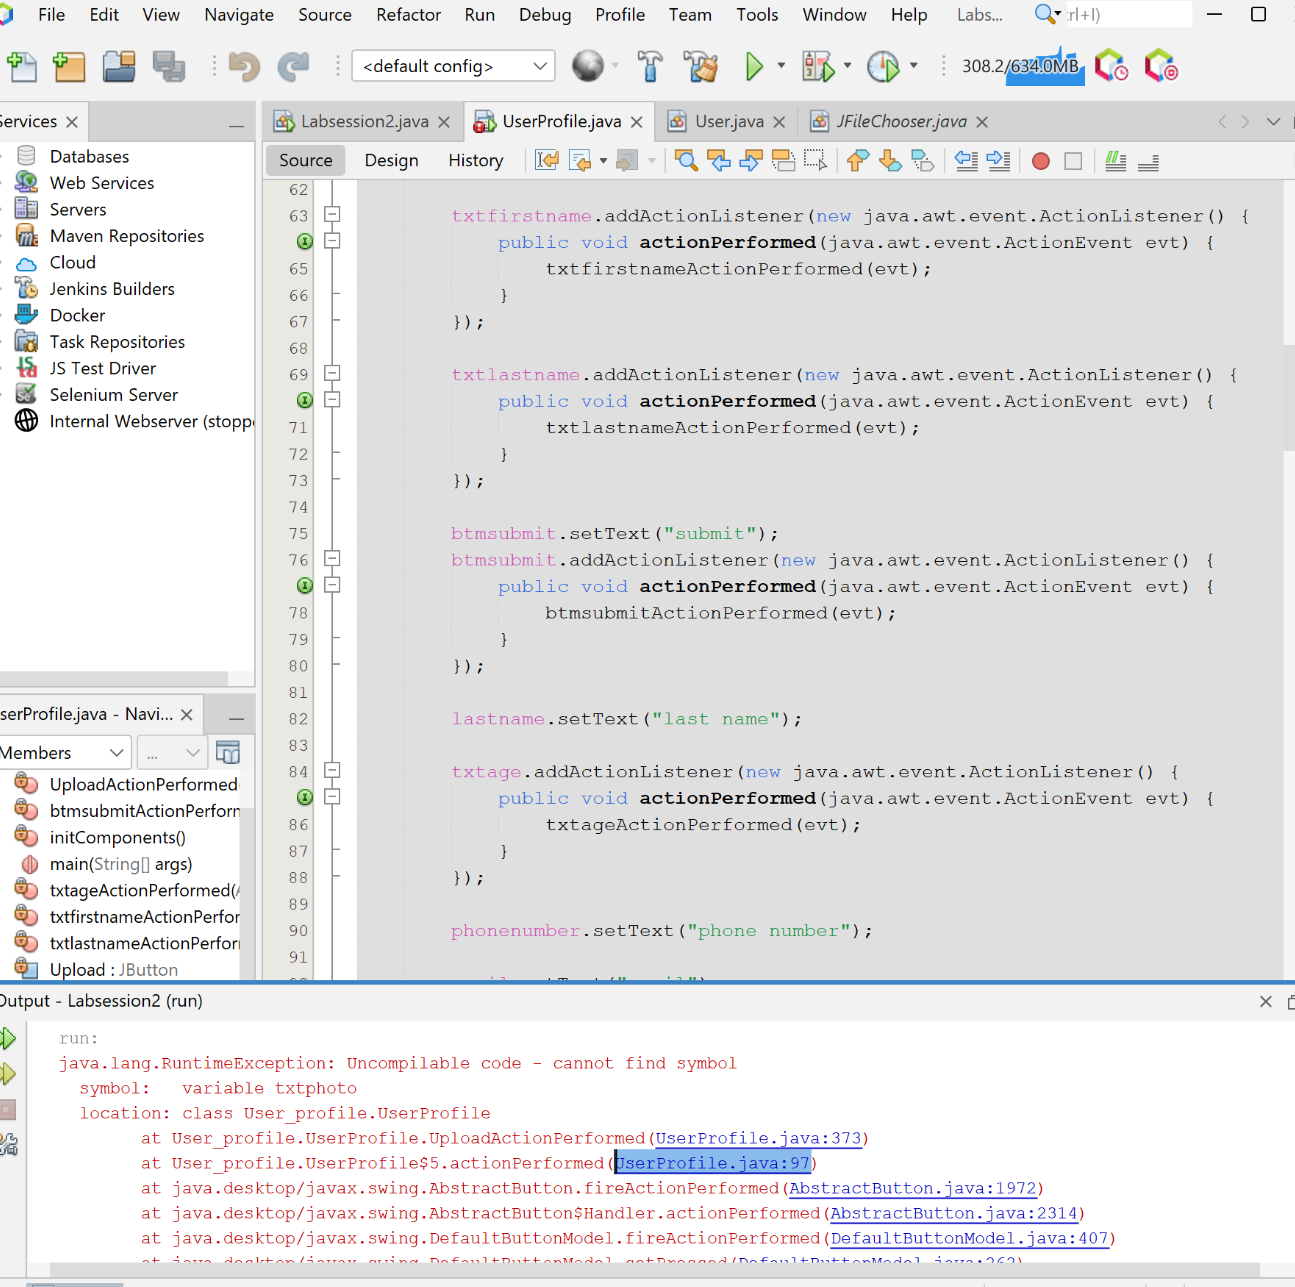 File Edit View Navigate Source Refactor Run Debug Profile Team Tools Window Help Labs... rl+I)
<default config> 308.2/634.0MB
ervices Labsession2.java UserProfile.java User.java JFileChooser.java
Source Design History
Databases
Web Services
Servers
Maven Repositories
Cloud
Jenkins Builders
Docker
Task Repositories
JS Test Driver
Selenium Server
Internal Webserver (stopp
62
63 txtfirstname.addActionListener(new java.awt.event.ActionListener() {
public void actionPerformed(java.awt.event.ActionEvent evt) {
65 txtfirstnameActionPerformed(evt);
66 }
67 });
68
69 txtlastname.addActionListener(new java.awt.event.ActionListener() {
public void actionPerformed(java.awt.event.ActionEvent evt) {
71 txtlastnameActionPerformed(evt);
72 }
73 });
74
75 btmsubmit.setText("submit");
76 btmsubmit.addActionListener(new java.awt.event.ActionListener() {
public void actionPerformed(java.awt.event.ActionEvent evt) {
78 btmsubmitActionPerformed(evt);
79 }
80 });
81
82 lastname.setText("last name");
83
84 txtage.addActionListener(new java.awt.event.ActionListener() {
public void actionPerformed(java.awt.event.ActionEvent evt) {
86 txtageActionPerformed(evt);
87 }
88 });
89
90 phonenumber.setText("phone number");
91
serProfile.java - Navi...
Members ...
UploadActionPerformed
btmsubmitActionPerforn
initComponents()
main(String[] args)
txtageActionPerformed(
txtfirstnameActionPerfor
txtlastnameActionPerfor
Upload : JButton
Output - Labsession2 (run)
run:
java.lang.RuntimeException: Uncompilable code - cannot find symbol
symbol: variable txtphoto
location: class User_profile.UserProfile
at User_profile.UserProfile.UploadActionPerformed(UserProfile.java:373)
at User_profile.UserProfile$5.actionPerformed(UserProfile.java:97)
at java.desktop/javax.swing.AbstractButton.fireActionPerformed(AbstractButton.java:1972)
at java.desktop/javax.swing.AbstractButton$Handler.actionPerformed(AbstractButton.java:2314)
at java.desktop/javax.swing.DefaultButtonModel.fireActionPerformed(DefaultButtonModel.java:407)
at java.desktop/javax.swing.DefaultButtonModel.setPressed(DefaultButtonModel.java:262)